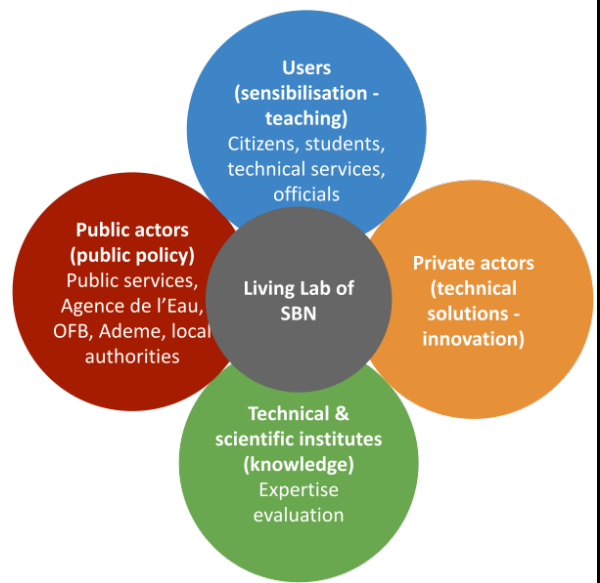 Users
(sensibilisation -
teaching)
Citizens, students,
technical services,
officials
Public actors
(public policy)
Public services,
Agence de l'Eau,
OFB, Ademe, local
authorities
Living Lab of
SBN
Private actors
(technical
solutions -
innovation)
Technical &
scientific institutes
(knowledge)
Expertise
evaluation